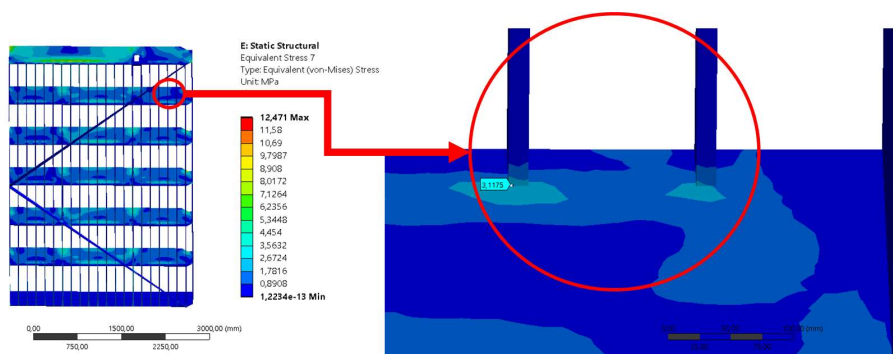 E: Static Structural
Equivalent Stress 7
Type: Equivalent (von-Mises) Stress
Unit: MPa
12,471 Max
11,58
10,69
9,7987
8,908
8,0172
7,1264
6,2356
5,3448
4,454
3,5632
2,6724
1,7816
0,8908
1,2234e-13 Min
3,1175
0,00
1500,00
3000,00 (mm)
750,00
2250,00